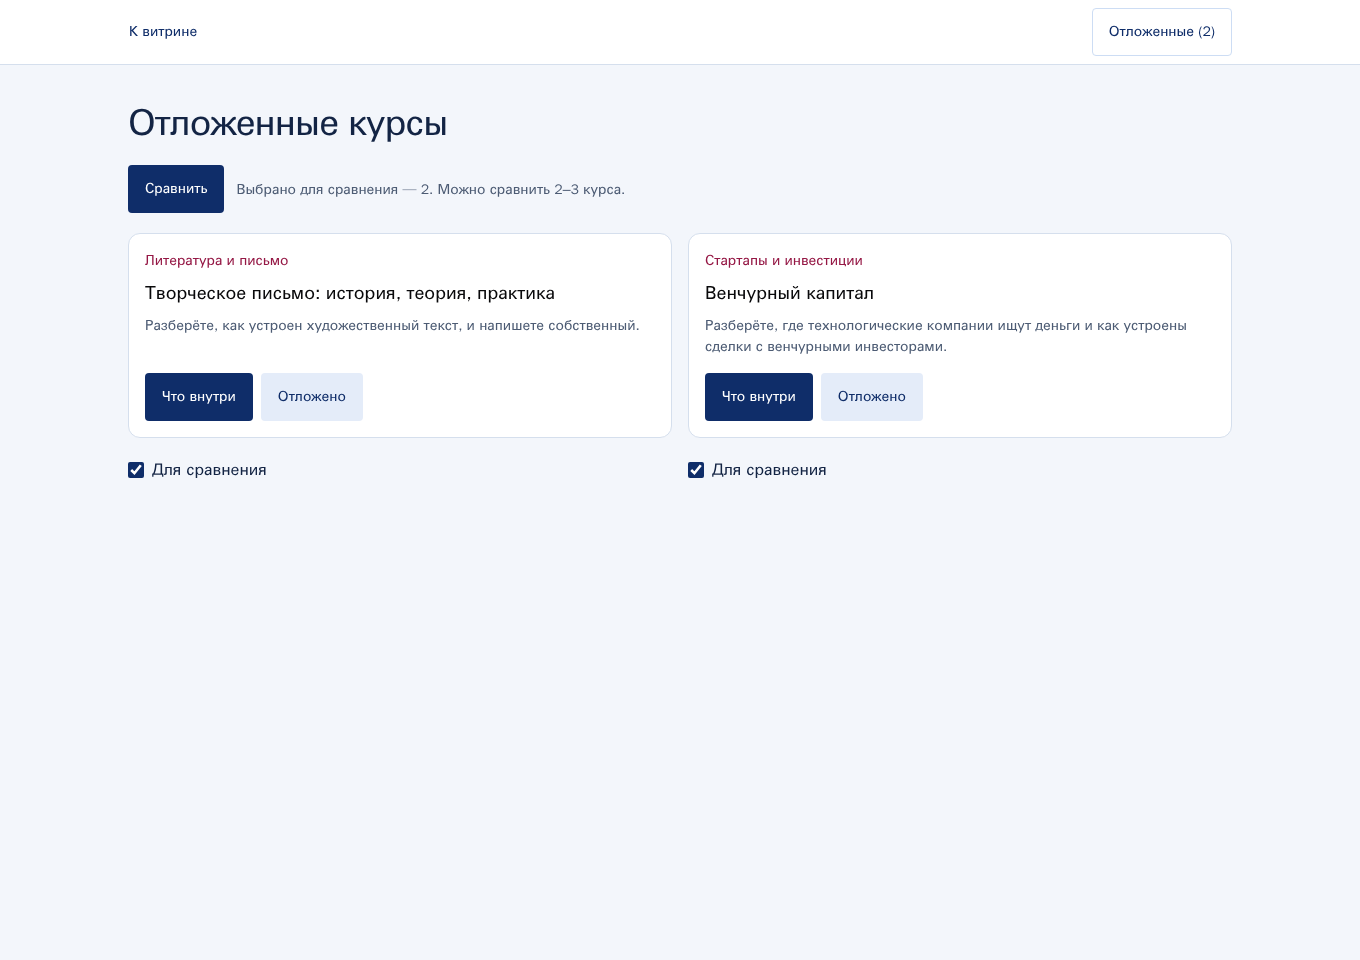 К витрине
Отложенные (2)
Отложенные курсы
Сравнить
Выбрано для сравнения — 2. Можно сравнить 2–3 курса.
Литература и письмо
Творческое письмо: история, теория, практика
Разберёте, как устроен художественный текст, и напишете собственный.
Что внутри
Отложено
Для сравнения
Стартапы и инвестиции
Венчурный капитал
Разберёте, где технологические компании ищут деньги и как устроены
сделки с венчурными инвесторами.
Что внутри
Отложено
Для сравнения